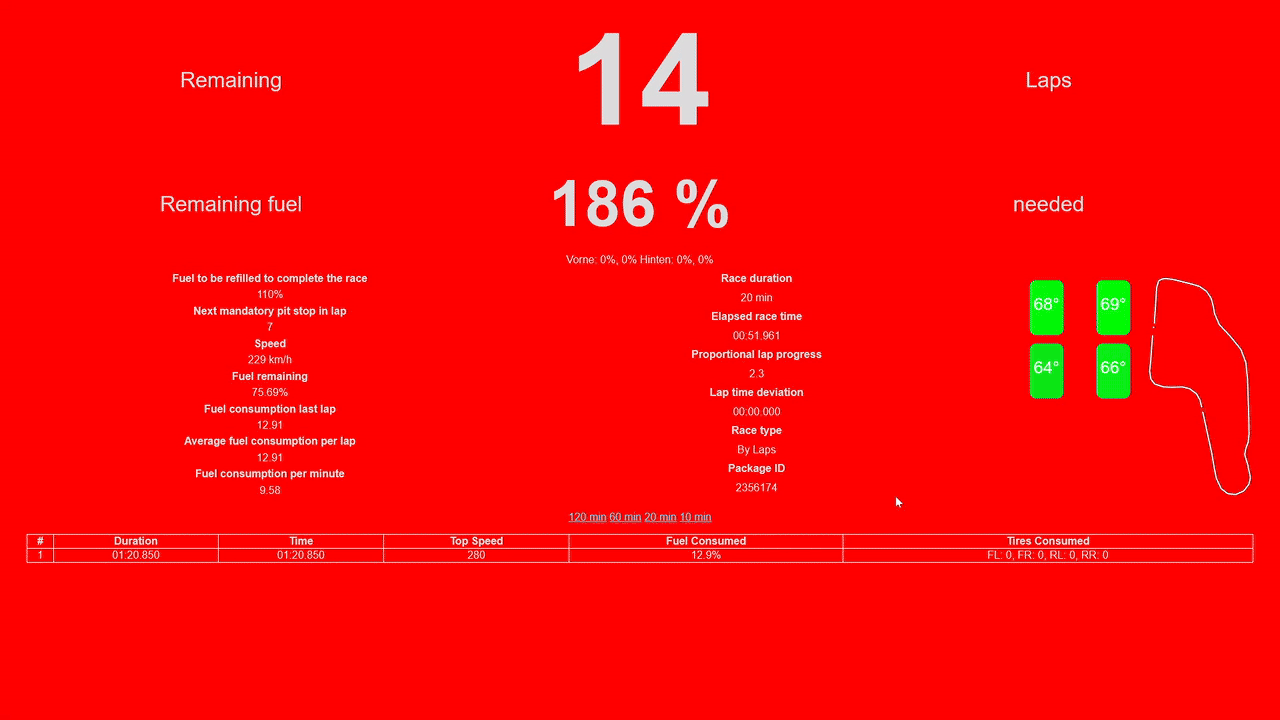 Remaining 14 Laps
Remaining fuel 186 % needed
Vorne: 0%, 0% Hinten: 0%, 0%
Fuel to be refilled to complete the race
110%
Next mandatory pit stop in lap
7
Speed
229 km/h
Fuel remaining
75.69%
Fuel consumption last lap
12.91
Average fuel consumption per lap
12.91
Fuel consumption per minute
9.58
Race duration
20 min
Elapsed race time
00:51.961
Proportional lap progress
2.3
Lap time deviation
00:00.000
Race type
By Laps
Package ID
2356174
68° 69°
64° 66°
120 min 60 min 20 min 10 min
# Duration Time Top Speed Fuel Consumed Tires Consumed
1 01:20.850 01:20.850 280 12.9% FL: 0, FR: 0, RL: 0, RR: 0